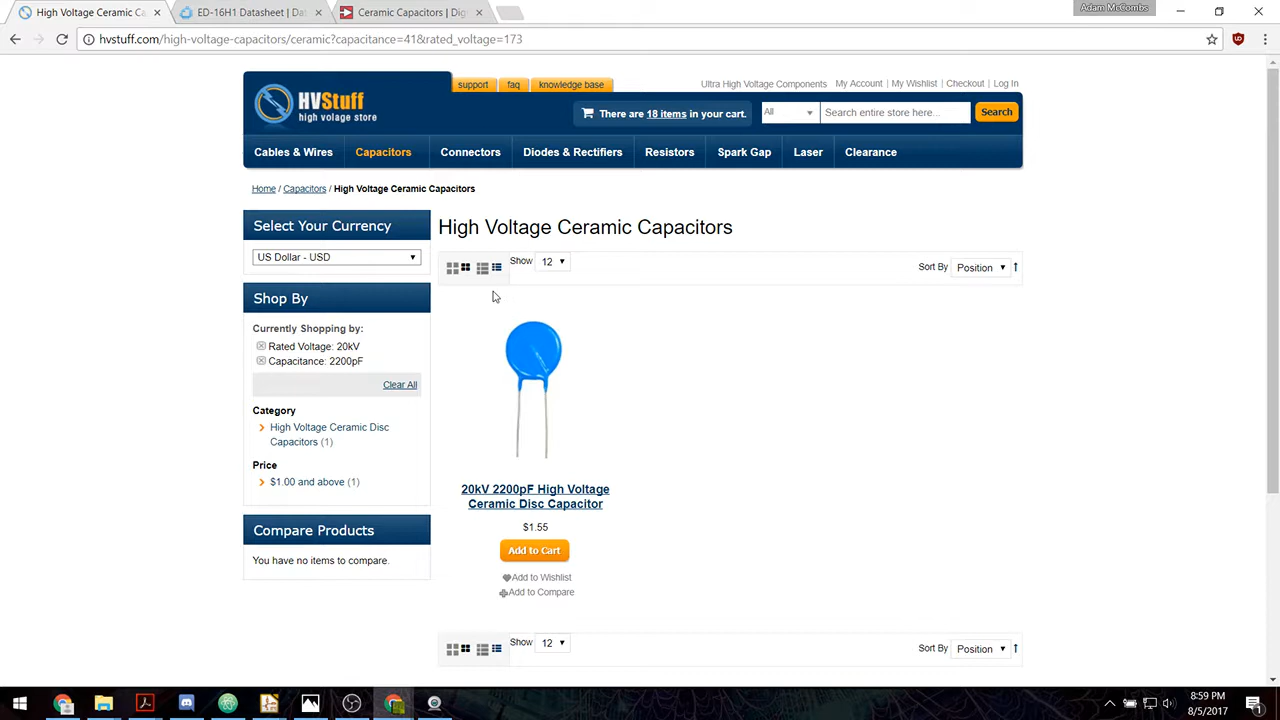 High Voltage Ceramic Ca
ED-16H1 Datasheet | Dat
Ceramic Capacitors | Digi
Adam McCombs
hvstuff.com/high-voltage-capacitors/ceramic?capacitance=41&rated_voltage=173
support
faq
knowledge base
Ultra High Voltage Components
My Account
My Wishlist
Checkout
Log In
HVStuff
high volage store
There are 18 items in your cart.
All
Search entire store here...
Search
Cables & Wires
Capacitors
Connectors
Diodes & Rectifiers
Resistors
Spark Gap
Laser
Clearance
Home / Capacitors / High Voltage Ceramic Capacitors
Select Your Currency
US Dollar - USD
Shop By
Currently Shopping by:
Rated Voltage: 20kV
Capacitance: 2200pF
Clear All
Category
High Voltage Ceramic Disc
Capacitors (1)
Price
$1.00 and above (1)
Compare Products
You have no items to compare.
High Voltage Ceramic Capacitors
Show 12
Sort By Position
20kV 2200pF High Voltage
Ceramic Disc Capacitor
$1.55
Add to Cart
Add to Wishlist
Add to Compare
Show 12
Sort By Position
8:59 PM
8/5/2017